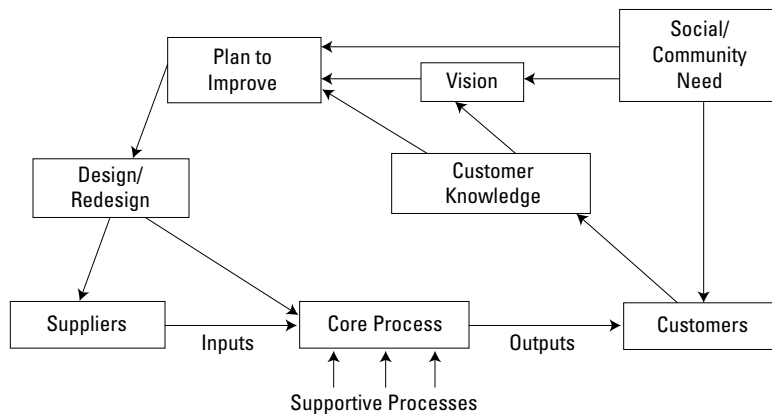 Social/
Community
Need
Plan to
Improve
Vision
Customer
Knowledge
Design/
Redesign
Suppliers
Inputs
Core Process
Outputs
Customers
Supportive Processes